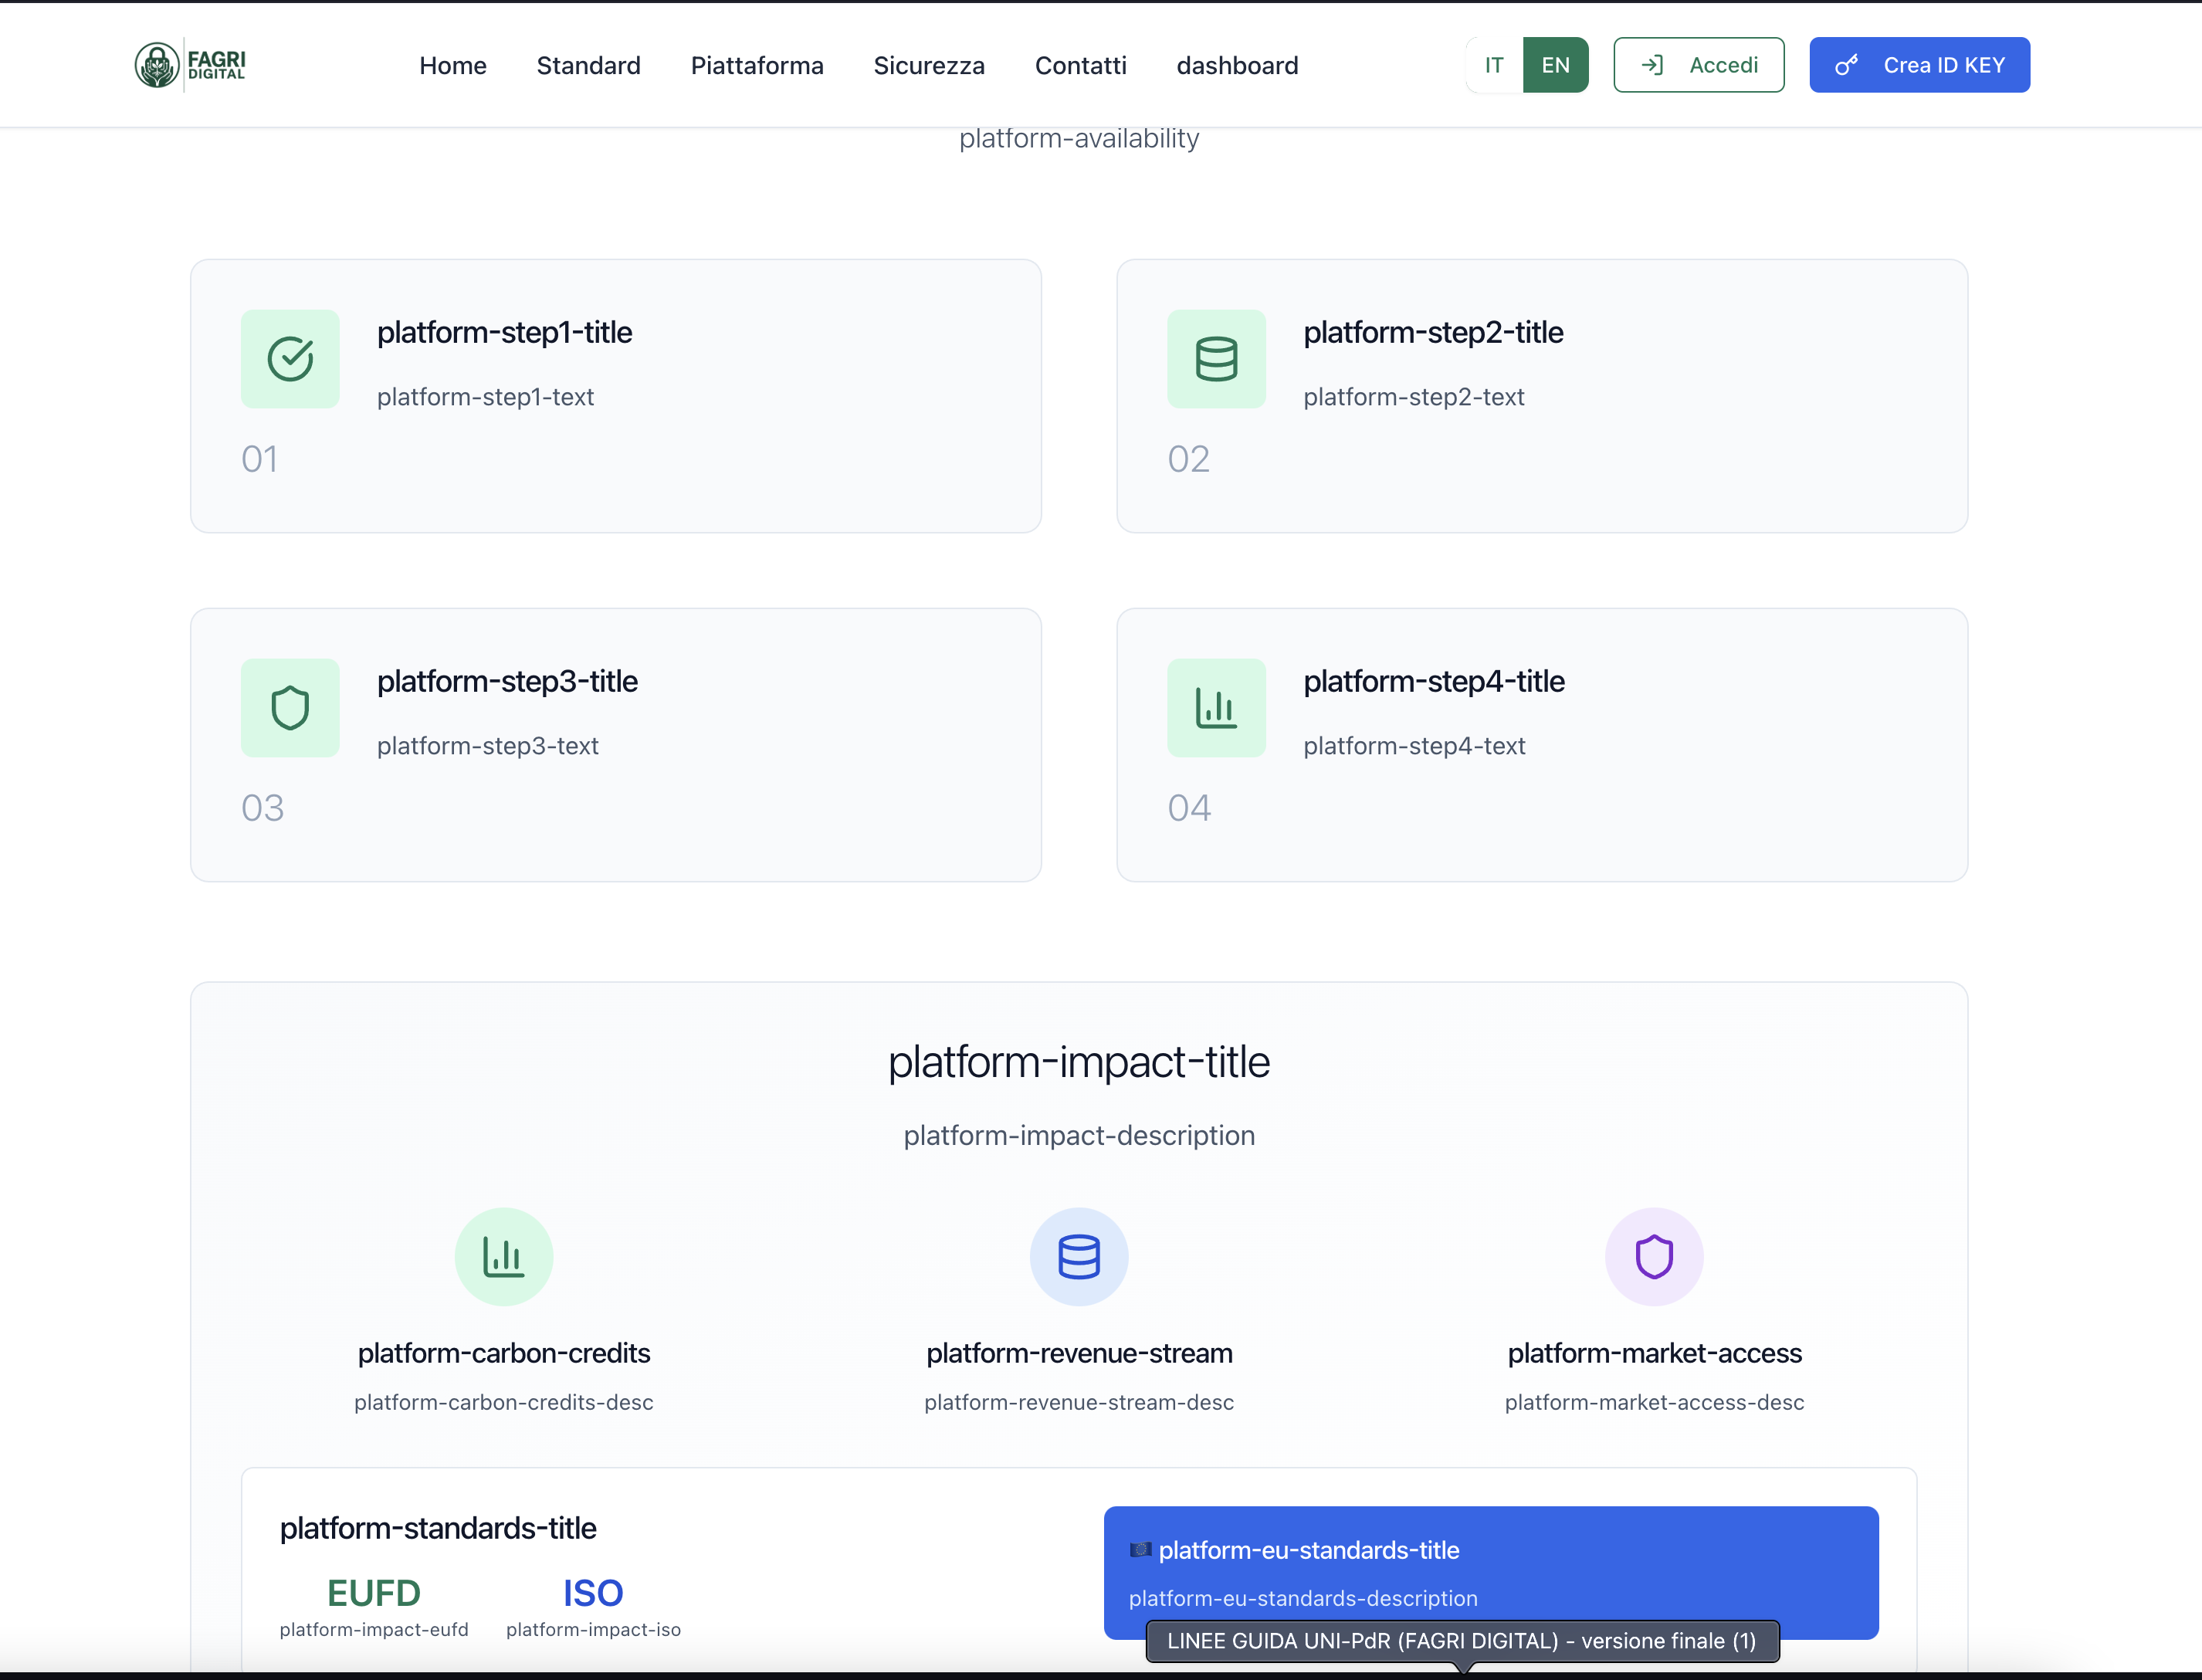 FAGRI
DIGITAL
Home Standard Piattaforma Sicurezza Contatti dashboard
IT EN Accedi Crea ID KEY
platform-availability
platform-step1-title
platform-step1-text
01
platform-step2-title
platform-step2-text
02
platform-step3-title
platform-step3-text
03
platform-step4-title
platform-step4-text
04
platform-impact-title
platform-impact-description
platform-carbon-credits
platform-carbon-credits-desc
platform-revenue-stream
platform-revenue-stream-desc
platform-market-access
platform-market-access-desc
platform-standards-title
EUFD
platform-impact-eufd
ISO
platform-impact-iso
platform-eu-standards-title
platform-eu-standards-description
LINEE GUIDA UNI-PdR (FAGRI DIGITAL) - versione finale (1)